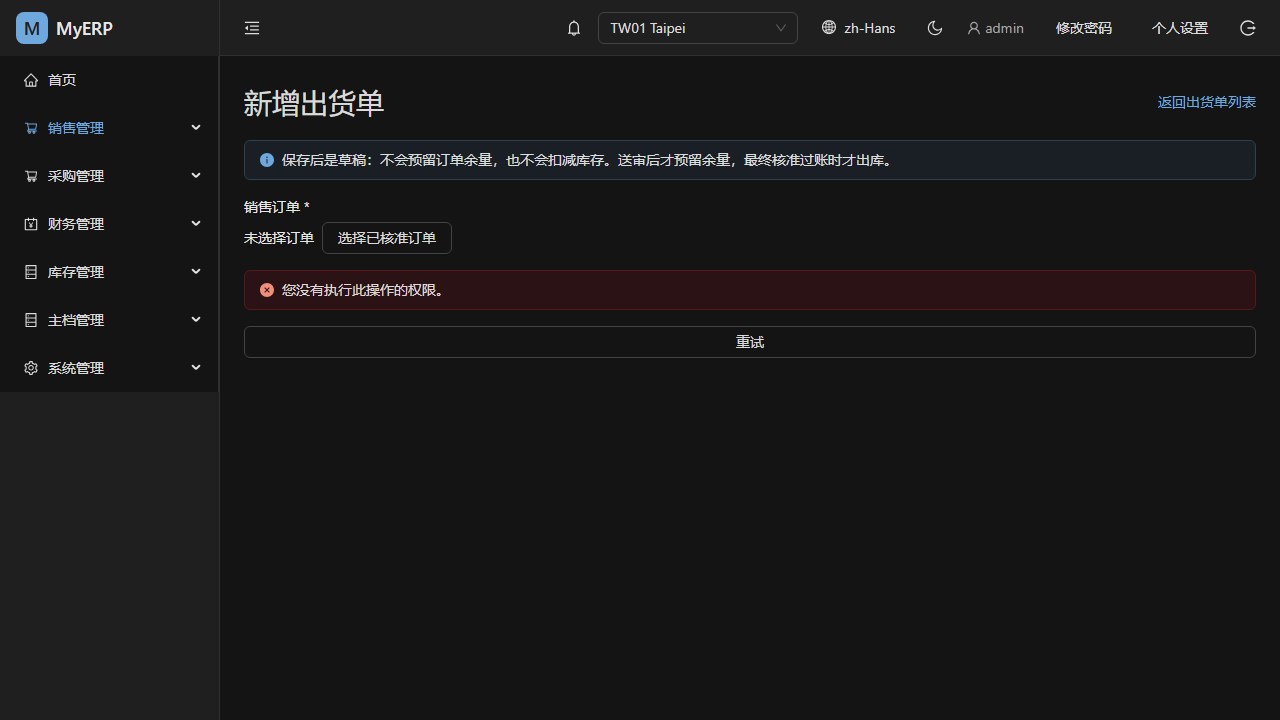 M MyERP
TW01 Taipei
zh-Hans
admin
修改密码
个人设置
首页
销售管理
采购管理
财务管理
库存管理
主档管理
系统管理
新增出货单
返回出货单列表
保存后是草稿：不会预留订单余量，也不会扣减库存。送审后才预留余量，最终核准过账时才出库。
销售订单 *
未选择订单 选择已核准订单
您没有执行此操作的权限。
重试